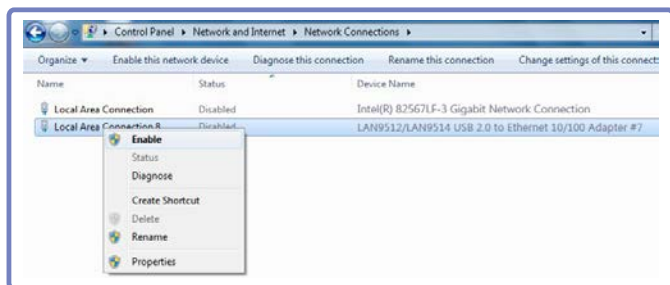 Control Panel ▸ Network and Internet ▸ Network Connections ▸
Organize ▾ Enable this network device Diagnose this connection Rename this connection Change settings of this connect
Name Status Device Name
Local Area Connection Disabled Intel(R) 82567LF-3 Gigabit Network Connection
Local Area Connection 8 Disabled LAN9512/LAN9514 USB 2.0 to Ethernet 10/100 Adapter #7
Enable
Status
Diagnose
Create Shortcut
Delete
Rename
Properties